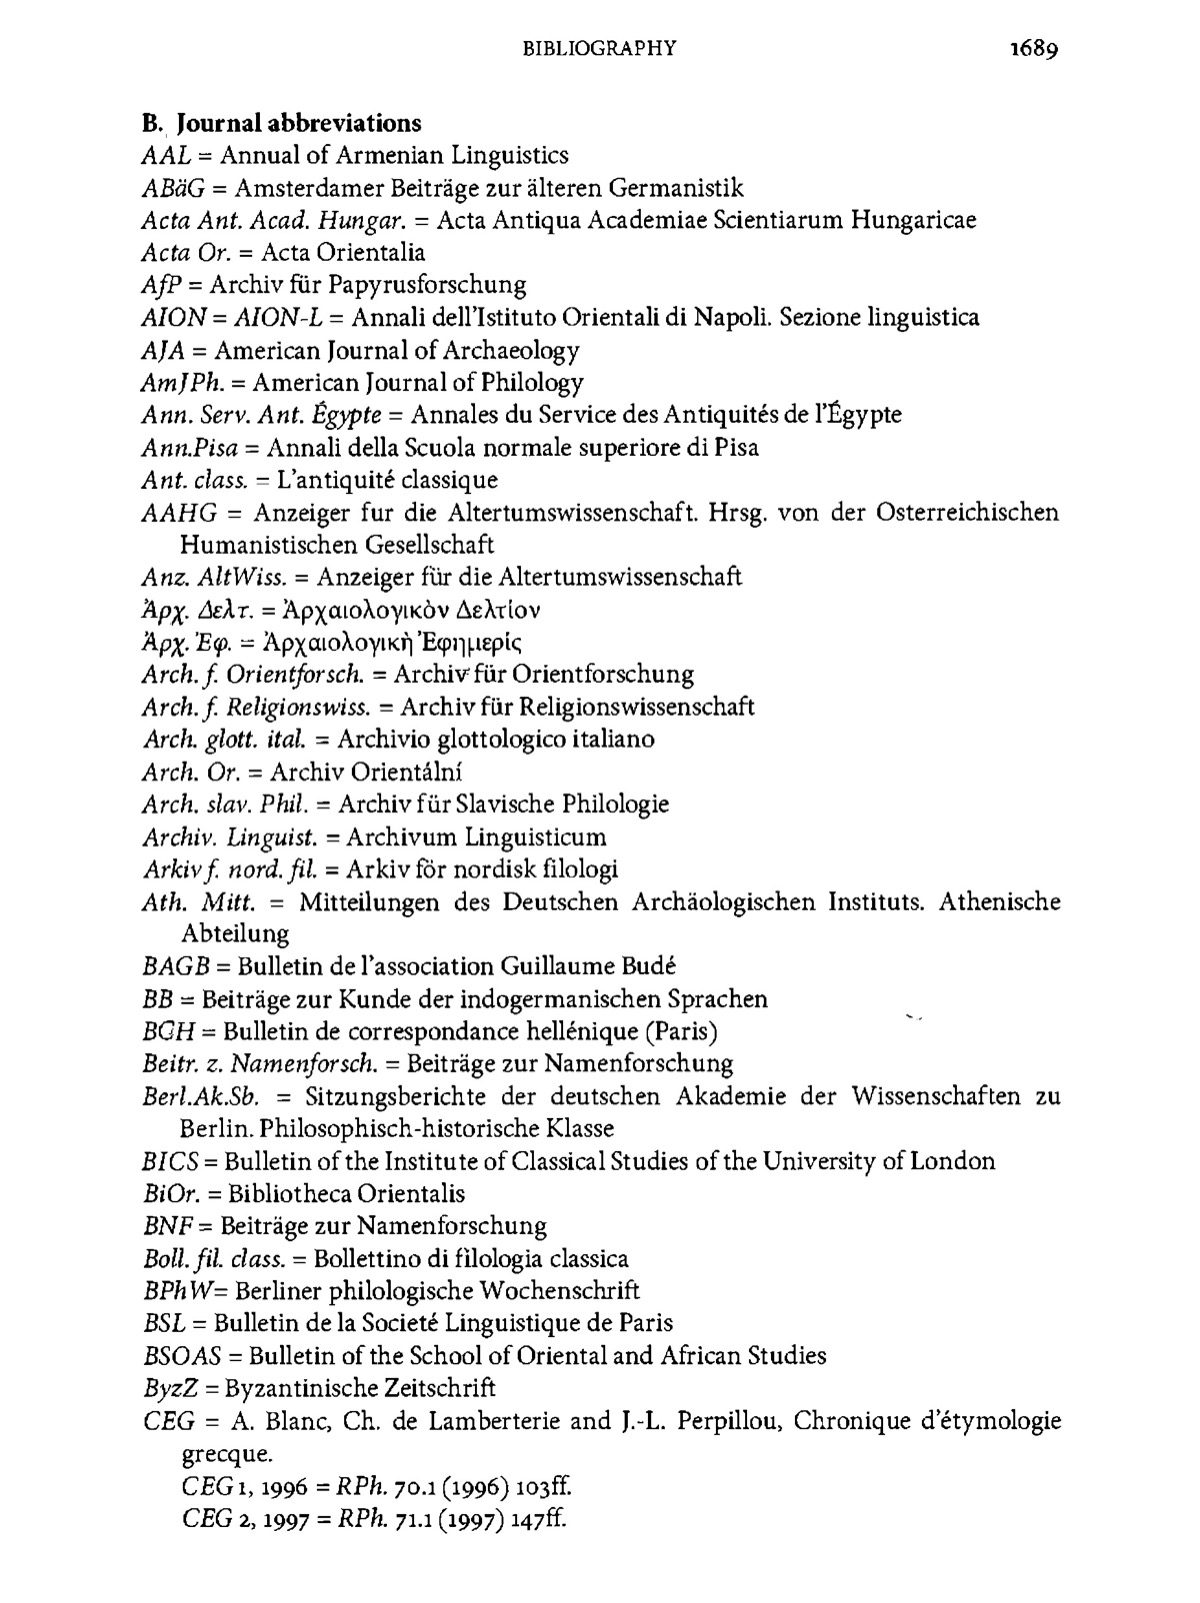 BIBLIOGRAPHY 1689
B. Journal abbreviations
AAL = Annual of Armenian Linguistics
ABäG = Amsterdamer Beiträge zur älteren Germanistik
Acta Ant. Acad. Hungar. = Acta Antiqua Academiae Scientiarum Hungaricae
Acta Or. = Acta Orientalia
AfP = Archiv für Papyrusforschung
AION = AION-L = Annali dell'Istituto Orientali di Napoli. Sezione linguistica
AJA = American Journal of Archaeology
AmJPh. = American Journal of Philology
Ann. Serv. Ant. Égypte = Annales du Service des Antiquités de l'Égypte
Ann.Pisa = Annali della Scuola normale superiore di Pisa
Ant. class. = L'antiquité classique
AAHG = Anzeiger fur die Altertumswissenschaft. Hrsg. von der Osterreichischen
Humanistischen Gesellschaft
Anz. AltWiss. = Anzeiger für die Altertumswissenschaft
Ἀρχ. Δελτ. = Ἀρχαιολογικὸν Δελτίον
Ἀρχ. Ἐφ. = Ἀρχαιολογικὴ Ἐφημερίς
Arch. f. Orientforsch. = Archiv für Orientforschung
Arch. f. Religionswiss. = Archiv für Religionswissenschaft
Arch. glott. ital. = Archivio glottologico italiano
Arch. Or. = Archiv Orientální
Arch. slav. Phil. = Archiv für Slavische Philologie
Archiv. Linguist. = Archivum Linguisticum
Arkiv f. nord. fil. = Arkiv för nordisk filologi
Ath. Mitt. = Mitteilungen des Deutschen Archäologischen Instituts. Athenische
Abteilung
BAGB = Bulletin de l'association Guillaume Budé
BB = Beiträge zur Kunde der indogermanischen Sprachen
BCH = Bulletin de correspondance hellénique (Paris)
Beitr. z. Namenforsch. = Beiträge zur Namenforschung
Berl.Ak.Sb. = Sitzungsberichte der deutschen Akademie der Wissenschaften zu
Berlin. Philosophisch-historische Klasse
BICS = Bulletin of the Institute of Classical Studies of the University of London
BiOr. = Bibliotheca Orientalis
BNF = Beiträge zur Namenforschung
Boll. fil. class. = Bollettino di filologia classica
BPhW= Berliner philologische Wochenschrift
BSL = Bulletin de la Societé Linguistique de Paris
BSOAS = Bulletin of the School of Oriental and African Studies
ByzZ = Byzantinische Zeitschrift
CEG = A. Blanc, Ch. de Lamberterie and J.-L. Perpillou, Chronique d'étymologie
grecque.
CEG 1, 1996 = RPh. 70.1 (1996) 103ff.
CEG 2, 1997 = RPh. 71.1 (1997) 147ff.